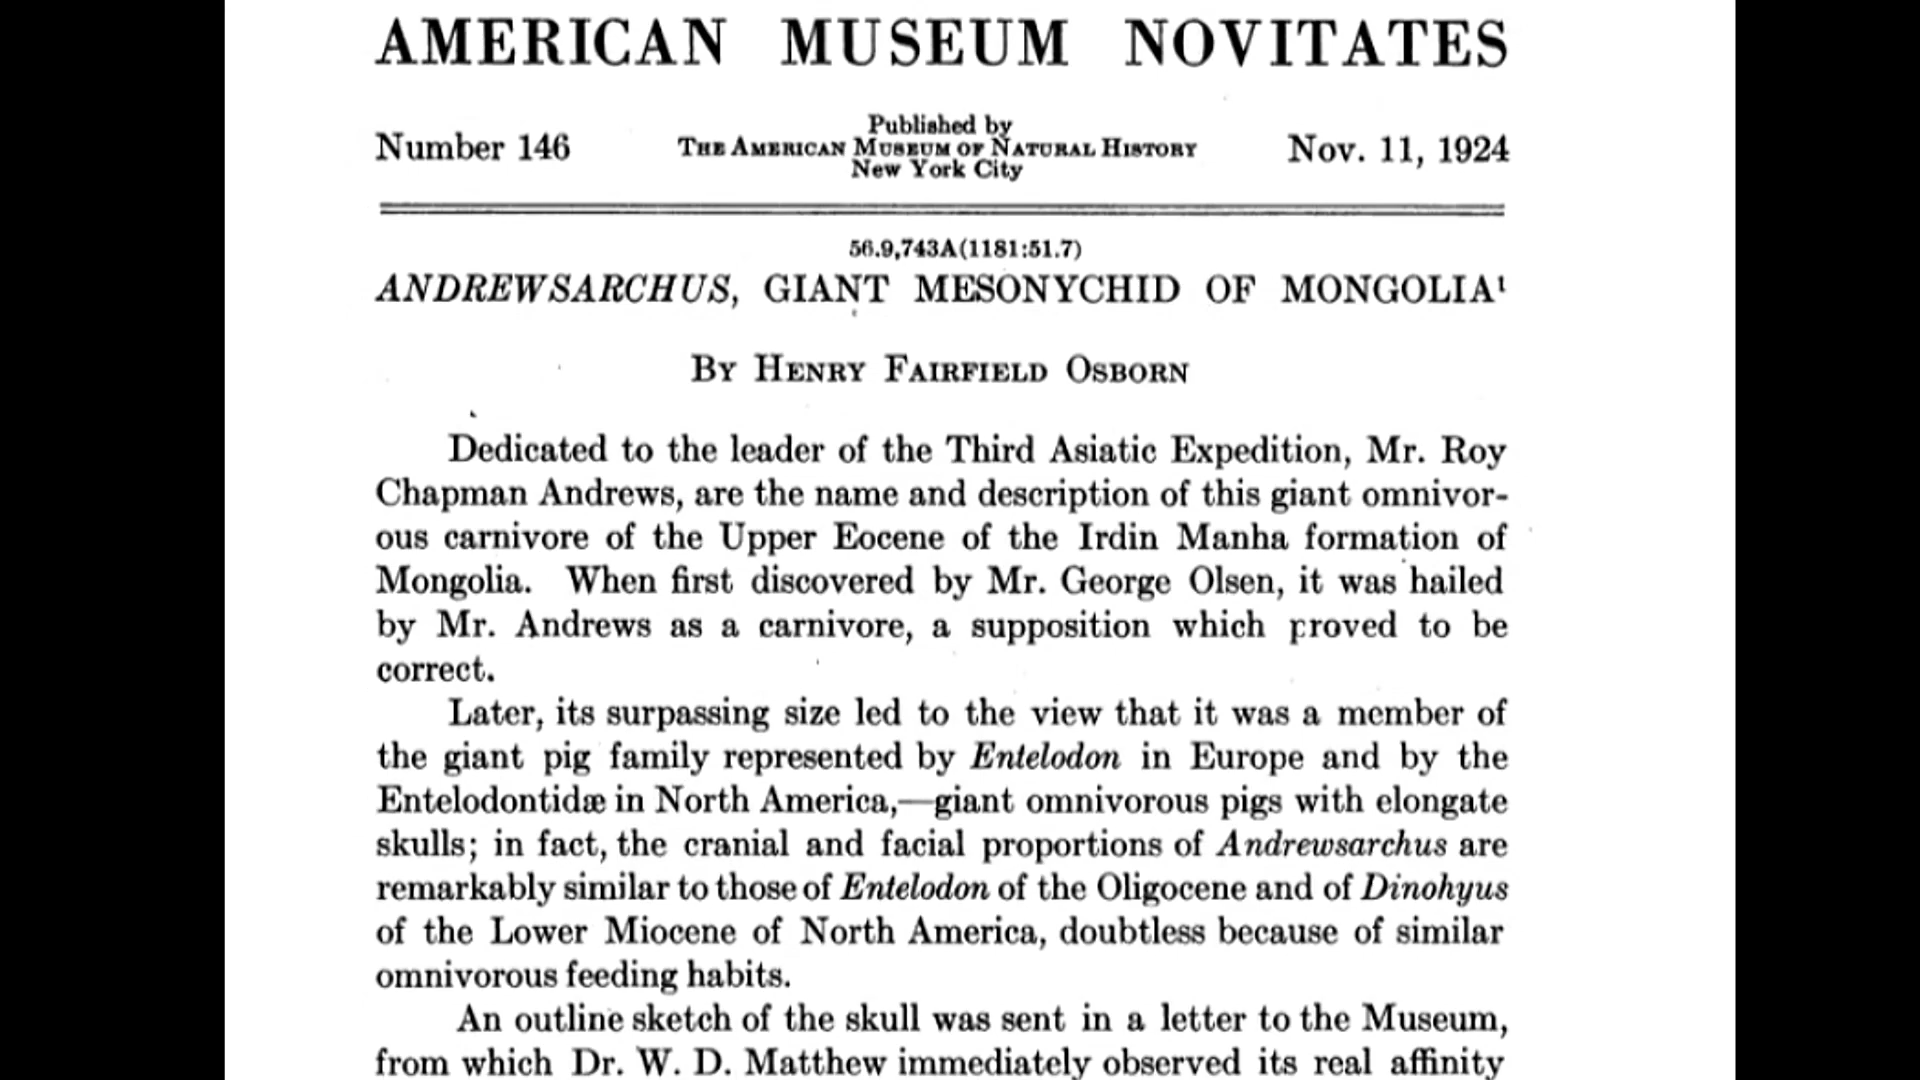 AMERICAN MUSEUM NOVITATES
Number 146
Published by
THE AMERICAN MUSEUM OF NATURAL HISTORY
New York City
Nov. 11, 1924
56.9,743A(1181:51.7)
ANDREWSARCHUS, GIANT MESONYCHID OF MONGOLIA¹
BY HENRY FAIRFIELD OSBORN
Dedicated to the leader of the Third Asiatic Expedition, Mr. Roy
Chapman Andrews, are the name and description of this giant omnivor-
ous carnivore of the Upper Eocene of the Irdin Manha formation of
Mongolia. When first discovered by Mr. George Olsen, it was hailed
by Mr. Andrews as a carnivore, a supposition which proved to be
correct.
Later, its surpassing size led to the view that it was a member of
the giant pig family represented by Entelodon in Europe and by the
Entelodontidæ in North America,—giant omnivorous pigs with elongate
skulls; in fact, the cranial and facial proportions of Andrewsarchus are
remarkably similar to those of Entelodon of the Oligocene and of Dinohyus
of the Lower Miocene of North America, doubtless because of similar
omnivorous feeding habits.
An outline sketch of the skull was sent in a letter to the Museum,
from which Dr. W. D. Matthew immediately observed its real affinity